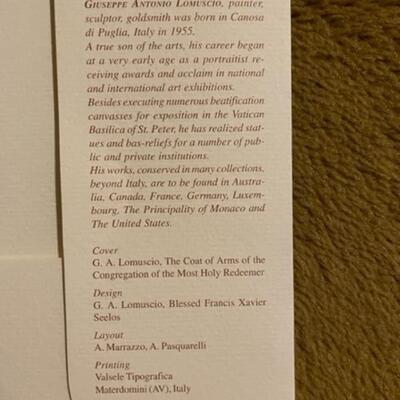 GIUSEPPE ANTONIO LOMUSCIO, painter,
sculptor, goldsmith was born in Canosa
di Puglia, Italy in 1955.
A true son of the arts, his career began
at a very early age as a portraitist re-
ceiving awards and acclaim in national
and international art exhibitions.
Besides executing numerous beatification
canvasses for exposition in the Vatican
Basilica of St. Peter, he has realized stat-
ues and bas-reliefs for a number of pub-
lic and private institutions.
His works, conserved in many collections,
beyond Italy, are to be found in Austra-
lia, Canada, France, Germany, Luxem-
bourg, The Principality of Monaco and
The United States.
Cover
G. A. Lomuscio, The Coat of Arms of the
Congregation of the Most Holy Redeemer
Design
G. A. Lomuscio, Blessed Francis Xavier
Seelos
Layout
A. Marrazzo, A. Pasquarelli
Printing
Valsele Tipografica
Materdomini (AV), Italy